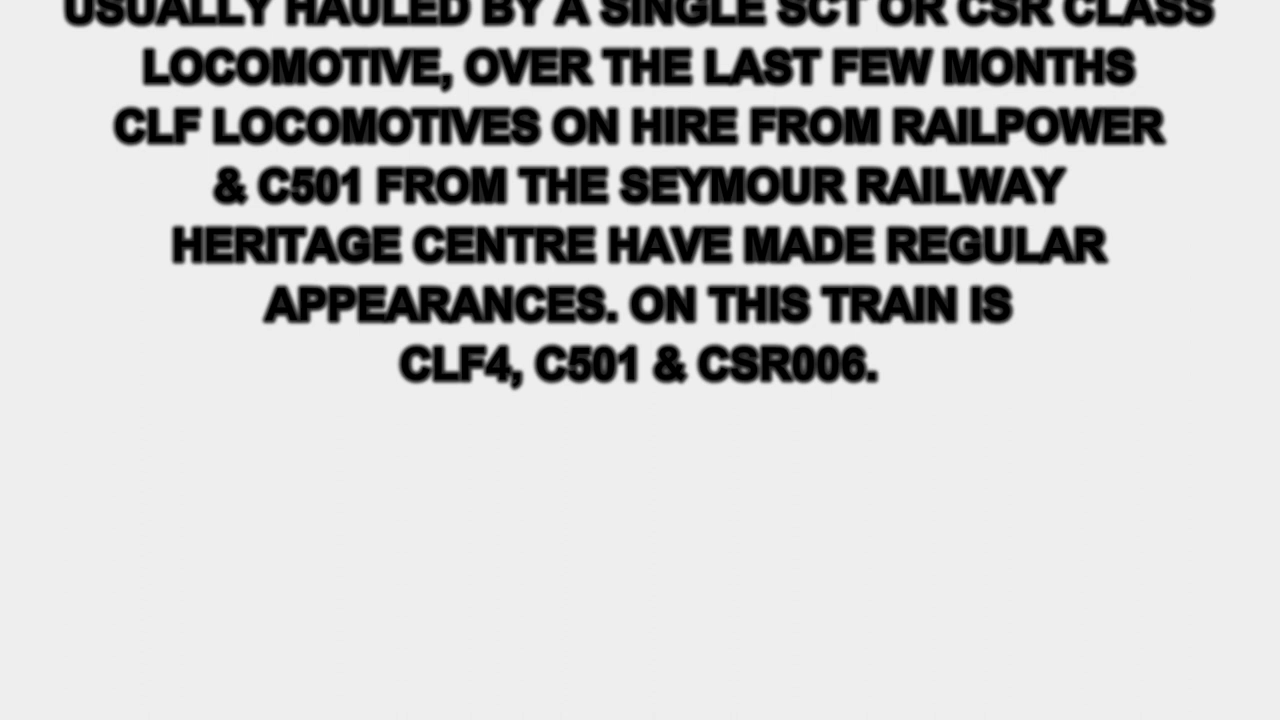 USUALLY HAULED BY A SINGLE SCT OR CSR CLASS
LOCOMOTIVE, OVER THE LAST FEW MONTHS
CLF LOCOMOTIVES ON HIRE FROM RAILPOWER
& C501 FROM THE SEYMOUR RAILWAY
HERITAGE CENTRE HAVE MADE REGULAR
APPEARANCES. ON THIS TRAIN IS
CLF4, C501 & CSR006.